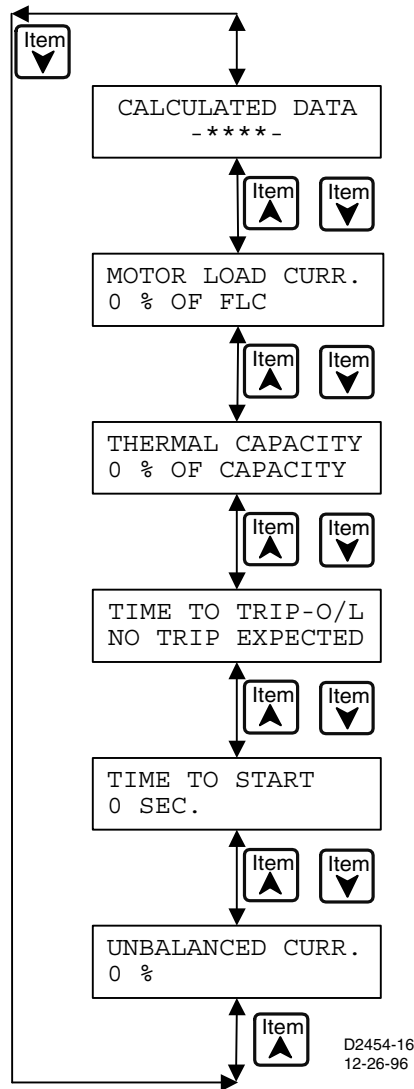 Item
CALCULATED DATA
-****-
Item Item
MOTOR LOAD CURR.
0 % OF FLC
Item Item
THERMAL CAPACITY
0 % OF CAPACITY
Item Item
TIME TO TRIP-O/L
NO TRIP EXPECTED
Item Item
TIME TO START
0 SEC.
Item Item
UNBALANCED CURR.
0 %
Item
D2454-16
12-26-96